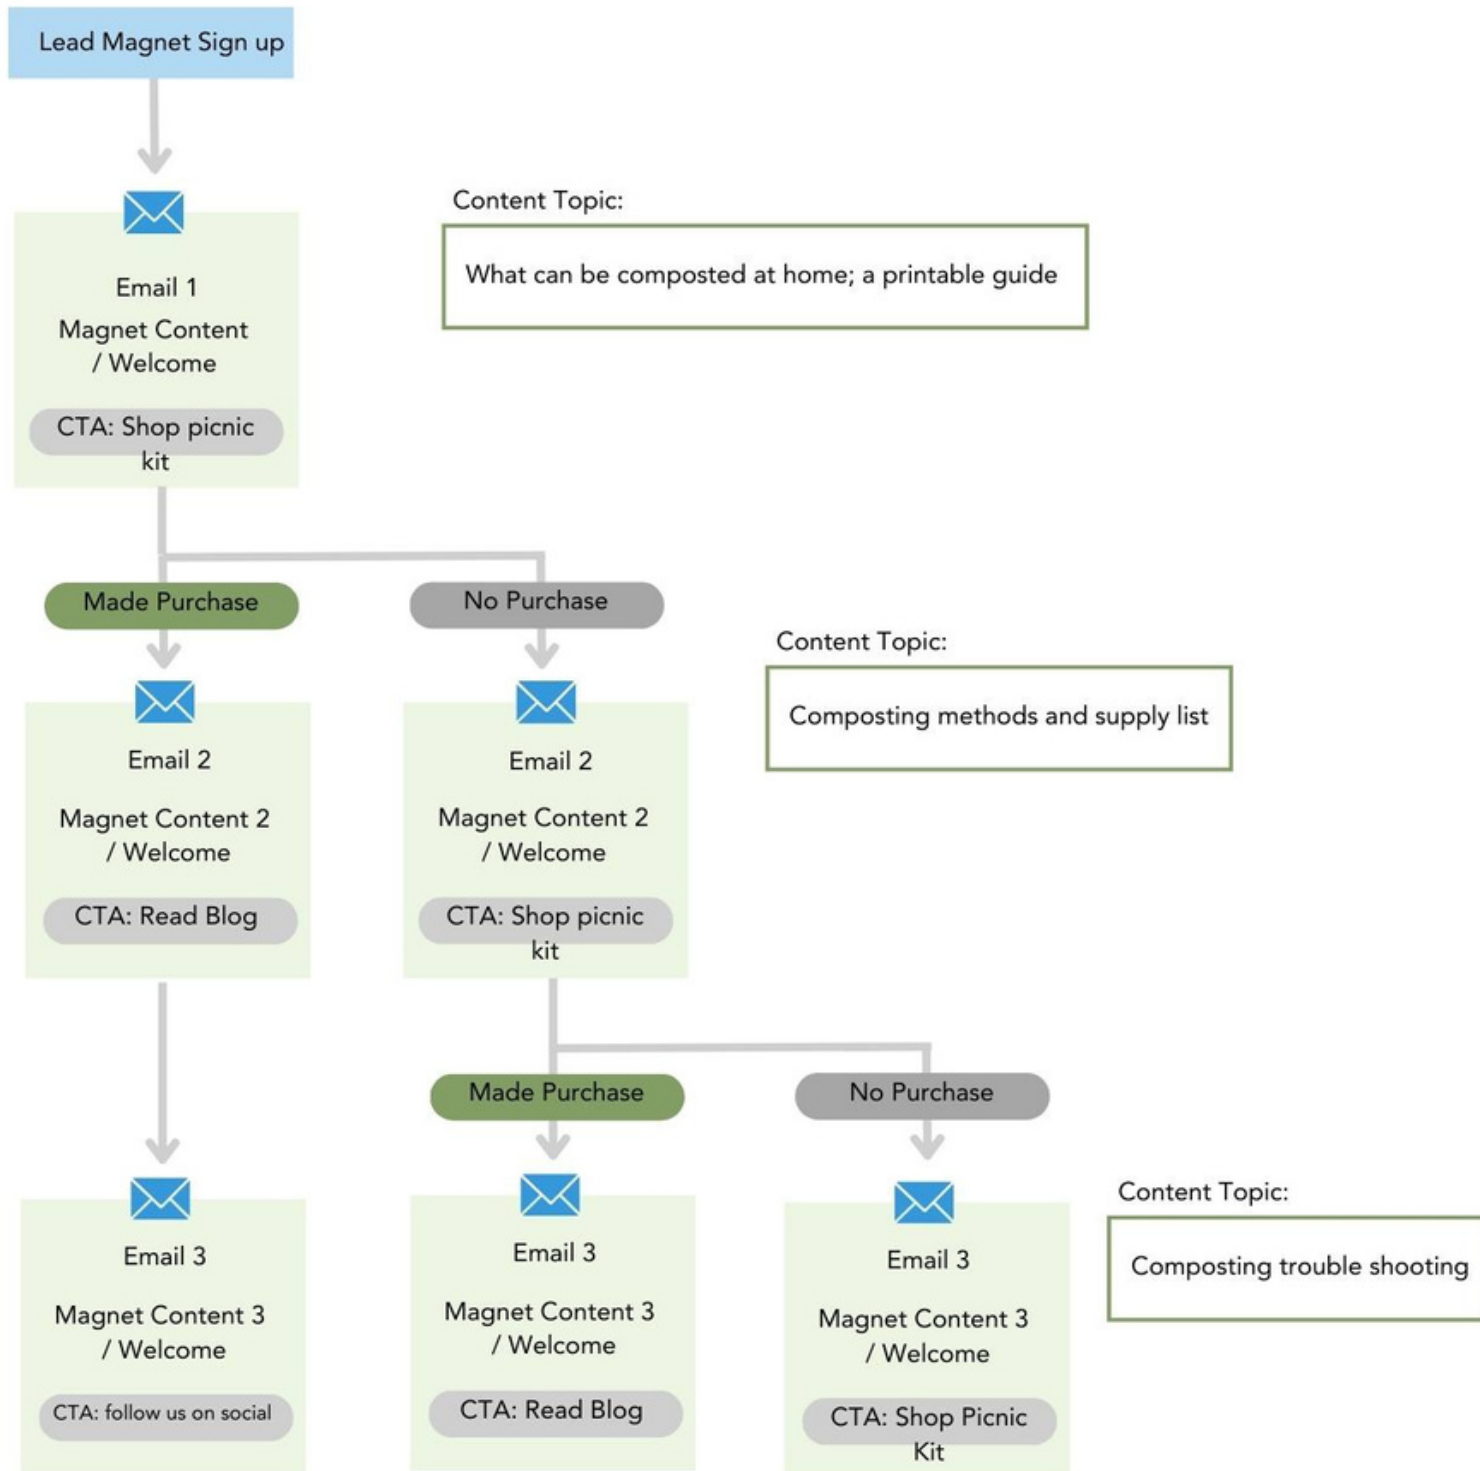 Lead Magnet Sign up
Content Topic:
What can be composted at home; a printable guide
Email 1
Magnet Content
/ Welcome
CTA: Shop picnic
kit
Made Purchase
No Purchase
Content Topic:
Composting methods and supply list
Email 2
Magnet Content 2
/ Welcome
CTA: Read Blog
Email 2
Magnet Content 2
/ Welcome
CTA: Shop picnic
kit
Made Purchase
No Purchase
Content Topic:
Composting trouble shooting
Email 3
Magnet Content 3
/ Welcome
CTA: follow us on social
Email 3
Magnet Content 3
/ Welcome
CTA: Read Blog
Email 3
Magnet Content 3
/ Welcome
CTA: Shop Picnic
Kit